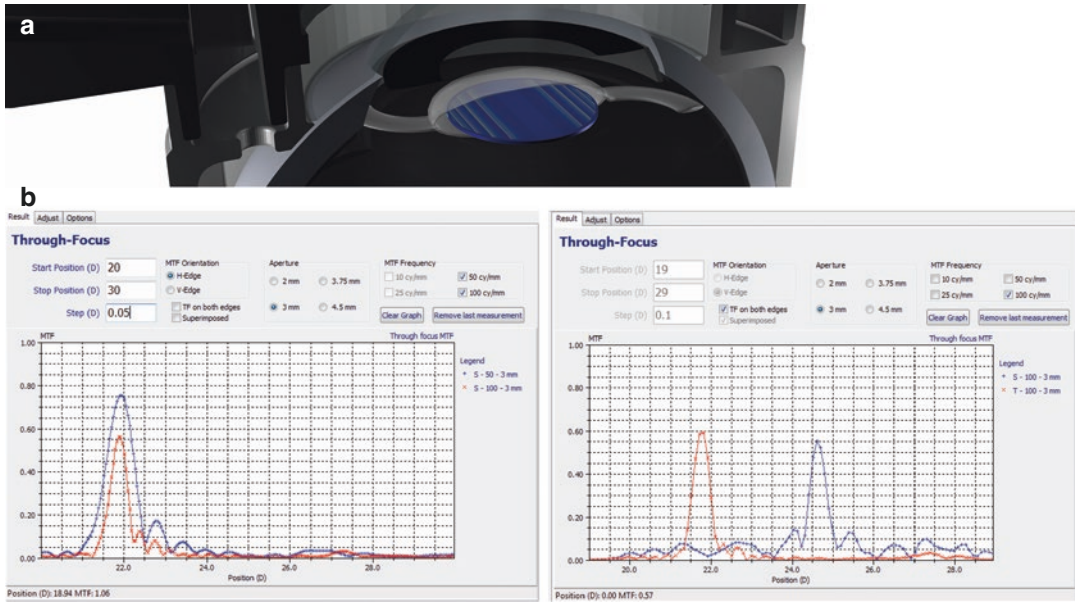 a
b
Result Adjust Options
Through-Focus
Start Position (D) 20
Stop Position (D) 30
Step (D) 0.05
MTF Orientation
H-Edge
V-Edge
TF on both edges
Superimposed
Aperture
2 mm 3.75 mm
3 mm 4.5 mm
MTF Frequency
10 cy/mm 50 cy/mm
25 cy/mm 100 cy/mm
Clear Graph Remove last measurement
MTF Through focus MTF
1.00
0.80
0.60
0.40
0.20
0.00
22.0 24.0 26.0 28.0
Position (D)
Legend
S - 50 - 3 mm
S - 100 - 3 mm
Position (D): 18.94 MTF: 1.06
Result Adjust Options
Through-Focus
Start Position (D) 19
Stop Position (D) 29
Step (D) 0.1
MTF Orientation
H-Edge
V-Edge
TF on both edges
Superimposed
Aperture
2 mm 3.75 mm
3 mm 4.5 mm
MTF Frequency
10 cy/mm 50 cy/mm
25 cy/mm 100 cy/mm
Clear Graph Remove last measurement
MTF Through focus MTF
1.00
0.80
0.60
0.40
0.20
0.00
20.0 22.0 24.0 26.0 28.0
Position (D)
Legend
S - 100 - 3 mm
T - 100 - 3 mm
Position (D): 0.00 MTF: 0.57